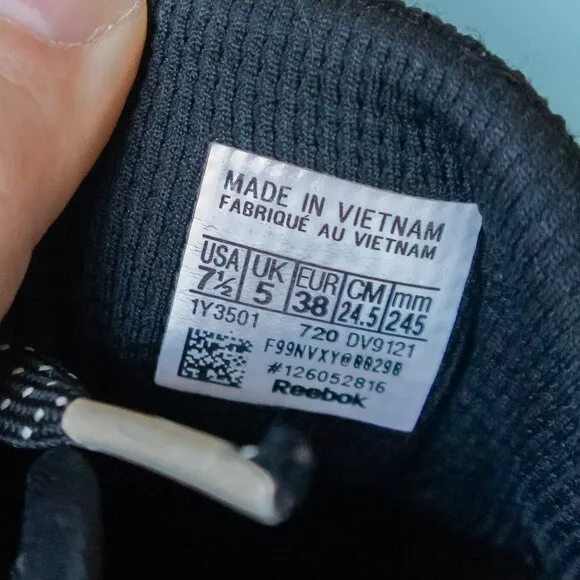 MADE IN VIETNAM
FABRIQUÉ AU VIETNAM
USA UK EUR CM mm
7½ 5 38 24.5 245
1Y3501 720 DV9121
F99NVXY@00290
#126052816
Reebok